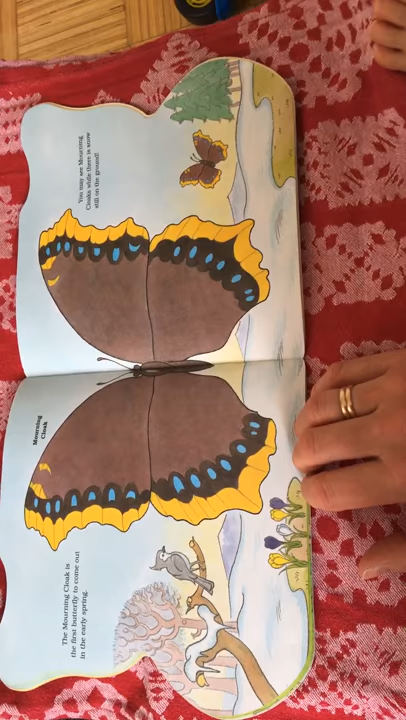 The Mourning Cloak is
the first butterfly to come out
in the early spring.
Mourning
Cloak
You may see Mourning
Cloaks while there is snow
still on the ground!